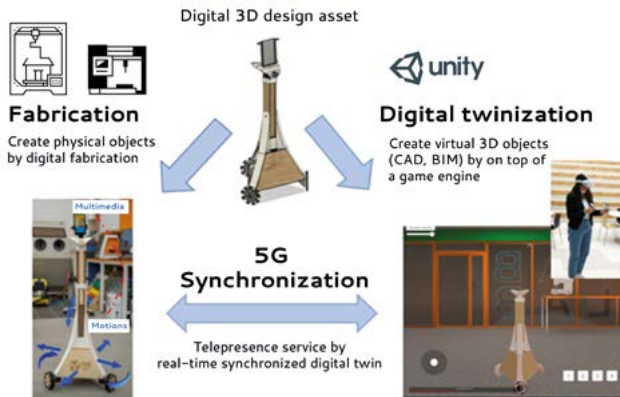 Digital 3D design asset
unity
Fabrication
Create physical objects
by digital fabrication
Digital twinization
Create virtual 3D objects
(CAD, BIM) by on top of
a game engine
Multimedia
Motions
5G
Synchronization
Telepresence service by
real-time synchronized digital twin